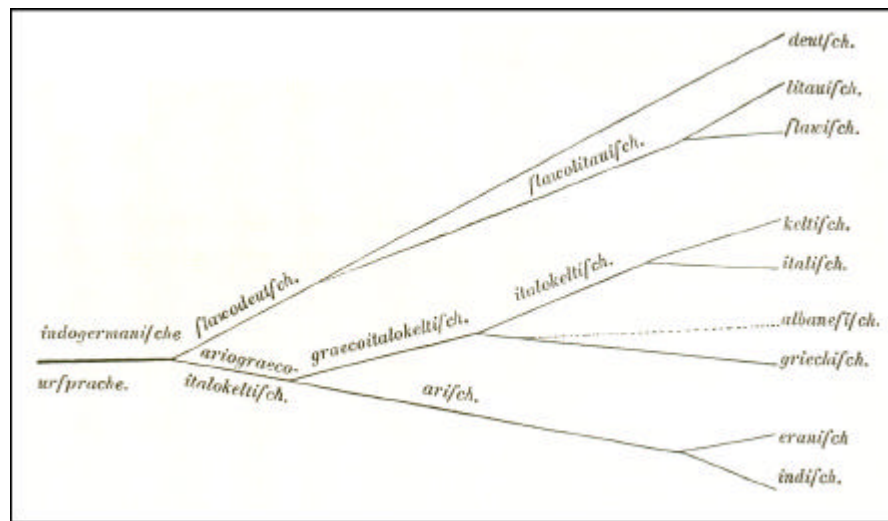 deutſch.
litauiſch.
ſlawiſch.
ſlawolitauiſch.
keltiſch.
italiſch.
italokeltiſch.
ſlawodeutſch.
albaneſiſch.
graecoitalokeltiſch.
indogermaniſche
urſprache.
ariograeco-
italokeltiſch.
griechiſch.
ariſch.
eraniſch
indiſch.